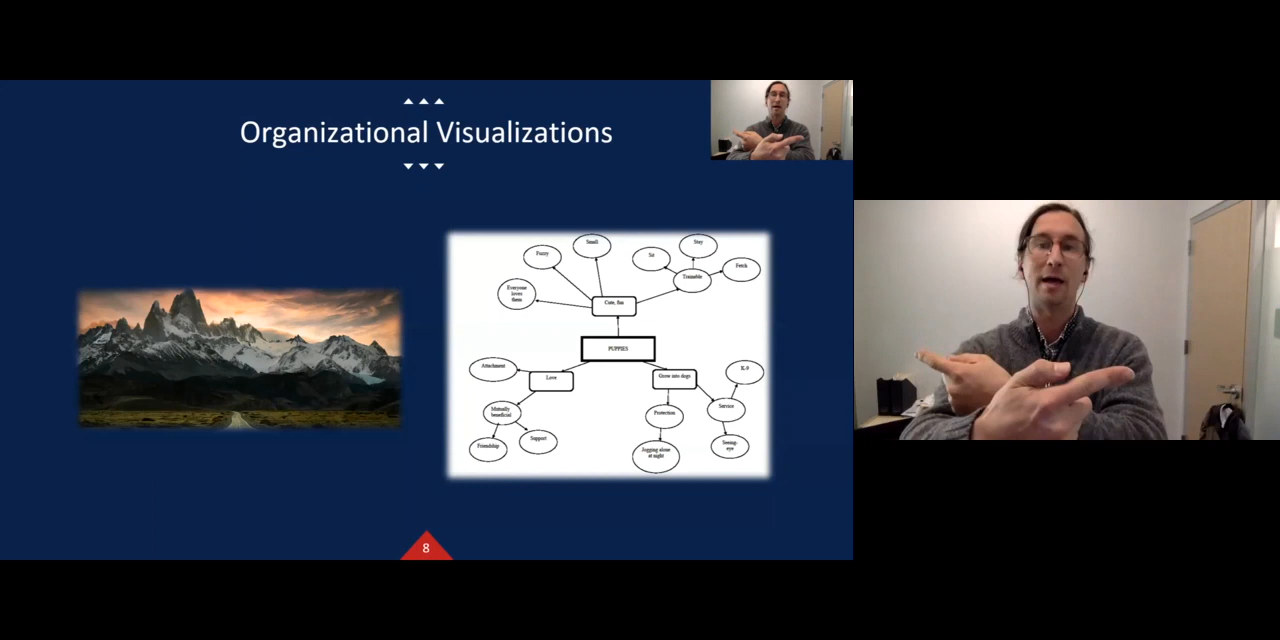 Organizational Visualizations
Small
Stay
Fuzzy
Sit
Fetch
Trainable
Everyone
loves
them
Cute, fun
PUPPIES
Attachment
Love
Grow into dogs
K-9
Mutually
beneficial
Protection
Service
Friendship
Support
Jogging alone
at night
Seeing-
eye
8